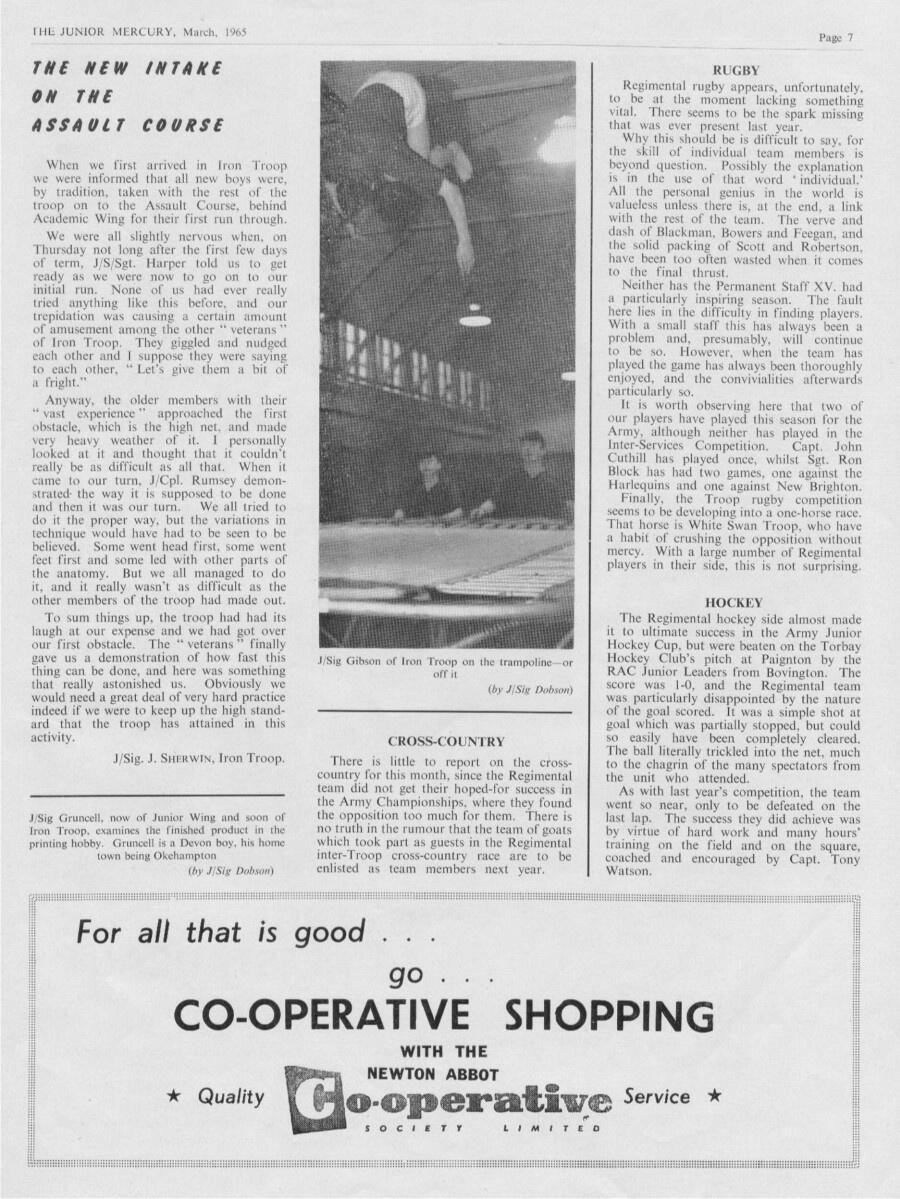 THE JUNIOR MERCURY, March, 1965
Page 7
THE NEW INTAKE
ON THE
ASSAULT COURSE
When we first arrived in Iron Troop
we were informed that all new boys were,
by tradition, taken with the rest of the
troop on to the Assault Course, behind
Academic Wing for their first run through.
We were all slightly nervous when, on
Thursday not long after the first few days
of term, J/S/Sgt. Harper told us to get
ready as we were now to go on to our
initial run. None of us had ever really
tried anything like this before, and our
trepidation was causing a certain amount
of amusement among the other " veterans "
of Iron Troop. They giggled and nudged
each other and I suppose they were saying
to each other, " Let's give them a bit of
a fright."
Anyway, the older members with their
" vast experience " approached the first
obstacle, which is the high net, and made
very heavy weather of it. I personally
looked at it and thought that it couldn't
really be as difficult as all that. When it
came to our turn, J/Cpl. Rumsey demon-
strated the way it is supposed to be done
and then it was our turn. We all tried to
do it the proper way, but the variations in
technique would have had to be seen to be
believed. Some went head first, some went
feet first and some led with other parts of
the anatomy. But we all managed to do
it, and it really wasn't as difficult as the
other members of the troop had made out.
To sum things up, the troop had had its
laugh at our expense and we had got over
our first obstacle. The " veterans " finally
gave us a demonstration of how fast this
thing can be done, and here was something
that really astonished us. Obviously we
would need a great deal of very hard practice
indeed if we were to keep up the high stand-
ard that the troop has attained in this
activity.
J/Sig. J. SHERWIN, Iron Troop.
J/Sig Gruncell, now of Junior Wing and soon of
Iron Troop, examines the finished product in the
printing hobby. Gruncell is a Devon boy, his home
town being Okehampton
(by J/Sig Dobson)
J/Sig Gibson of Iron Troop on the trampoline—or
off it
(by J/Sig Dobson)
CROSS-COUNTRY
There is little to report on the cross-
country for this month, since the Regimental
team did not get their hoped-for success in
the Army Championships, where they found
the opposition too much for them. There is
no truth in the rumour that the team of goats
which took part as guests in the Regimental
inter-Troop cross-country race are to be
enlisted as team members next year.
RUGBY
Regimental rugby appears, unfortunately,
to be at the moment lacking something
vital. There seems to be the spark missing
that was ever present last year.
Why this should be is difficult to say, for
the skill of individual team members is
beyond question. Possibly the explanation
is in the use of that word ' individual.'
All the personal genius in the world is
valueless unless there is, at the end, a link
with the rest of the team. The verve and
dash of Blackman, Bowers and Feegan, and
the solid packing of Scott and Robertson,
have been too often wasted when it comes
to the final thrust.
Neither has the Permanent Staff XV. had
a particularly inspiring season. The fault
here lies in the difficulty in finding players.
With a small staff this has always been a
problem and, presumably, will continue
to be so. However, when the team has
played the game has always been thoroughly
enjoyed, and the convivialities afterwards
particularly so.
It is worth observing here that two of
our players have played this season for the
Army, although neither has played in the
Inter-Services Competition. Capt. John
Cuthill has played once, whilst Sgt. Ron
Block has had two games, one against the
Harlequins and one against New Brighton.
Finally, the Troop rugby competition
seems to be developing into a one-horse race.
That horse is White Swan Troop, who have
a habit of crushing the opposition without
mercy. With a large number of Regimental
players in their side, this is not surprising.
HOCKEY
The Regimental hockey side almost made
it to ultimate success in the Army Junior
Hockey Cup, but were beaten on the Torbay
Hockey Club's pitch at Paignton by the
RAC Junior Leaders from Bovington. The
score was 1-0, and the Regimental team
was particularly disappointed by the nature
of the goal scored. It was a simple shot at
goal which was partially stopped, but could
so easily have been completely cleared.
The ball literally trickled into the net, much
to the chagrin of the many spectators from
the unit who attended.
As with last year's competition, the team
went so near, only to be defeated on the
last lap. The success they did achieve was
by virtue of hard work and many hours'
training on the field and on the square,
coached and encouraged by Capt. Tony
Watson.
For all that is good . . .
go . . .
CO-OPERATIVE SHOPPING
WITH THE
NEWTON ABBOT
★ Quality Co-operative Service ★
SOCIETY LIMITED